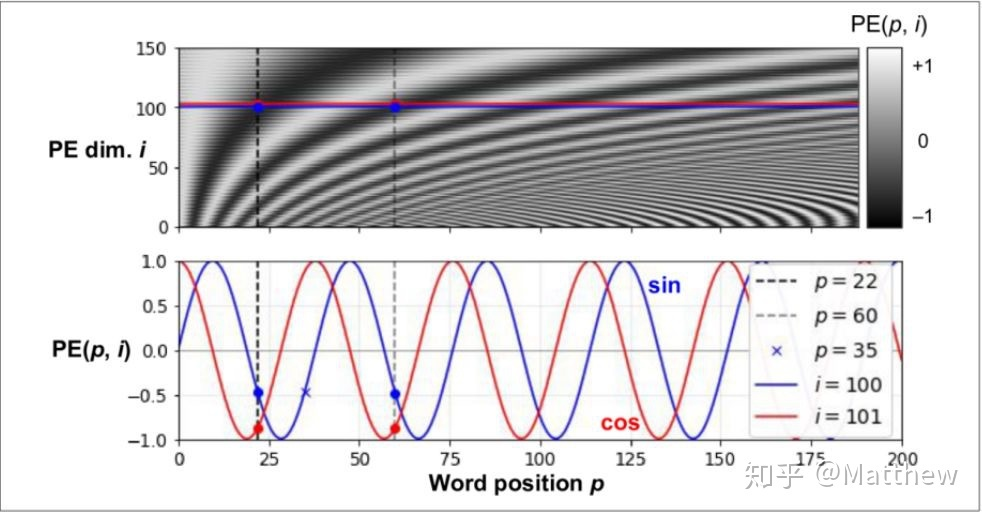 PE(p, i)
150
100
50
0
PE dim. i
+1
0
−1
1.0
0.5
0.0
−0.5
−1.0
PE(p, i)
sin
cos
p = 22
p = 60
p = 35
i = 100
i = 101
0 25 50 75 100 125 150 175 200
Word position p
知乎 @Matthew